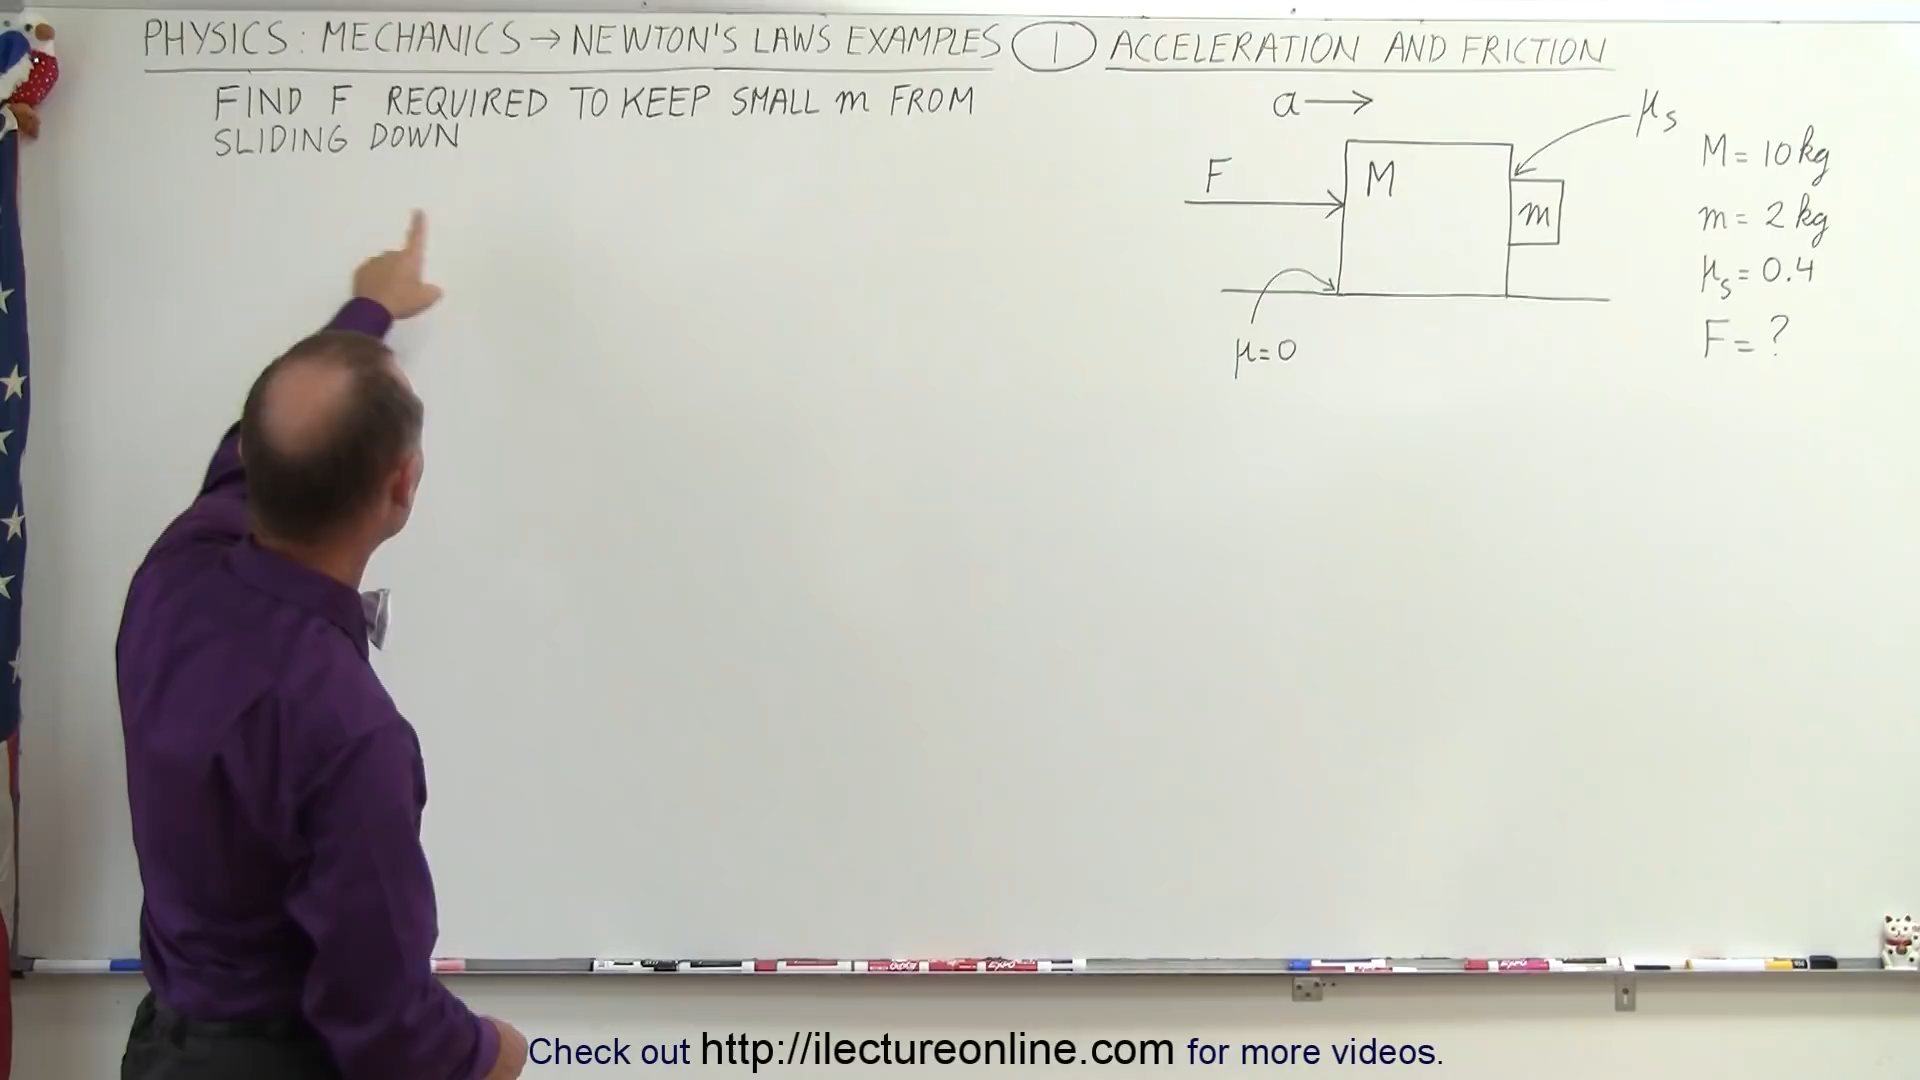 PHYSICS: MECHANICS → NEWTON'S LAWS EXAMPLES ① ACCELERATION AND FRICTION
FIND F REQUIRED TO KEEP SMALL m FROM
SLIDING DOWN
a →
μs
F
M
m
μ=0
M = 10 kg
m = 2 kg
μs = 0.4
F = ?
Check out http://ilectureonline.com for more videos.